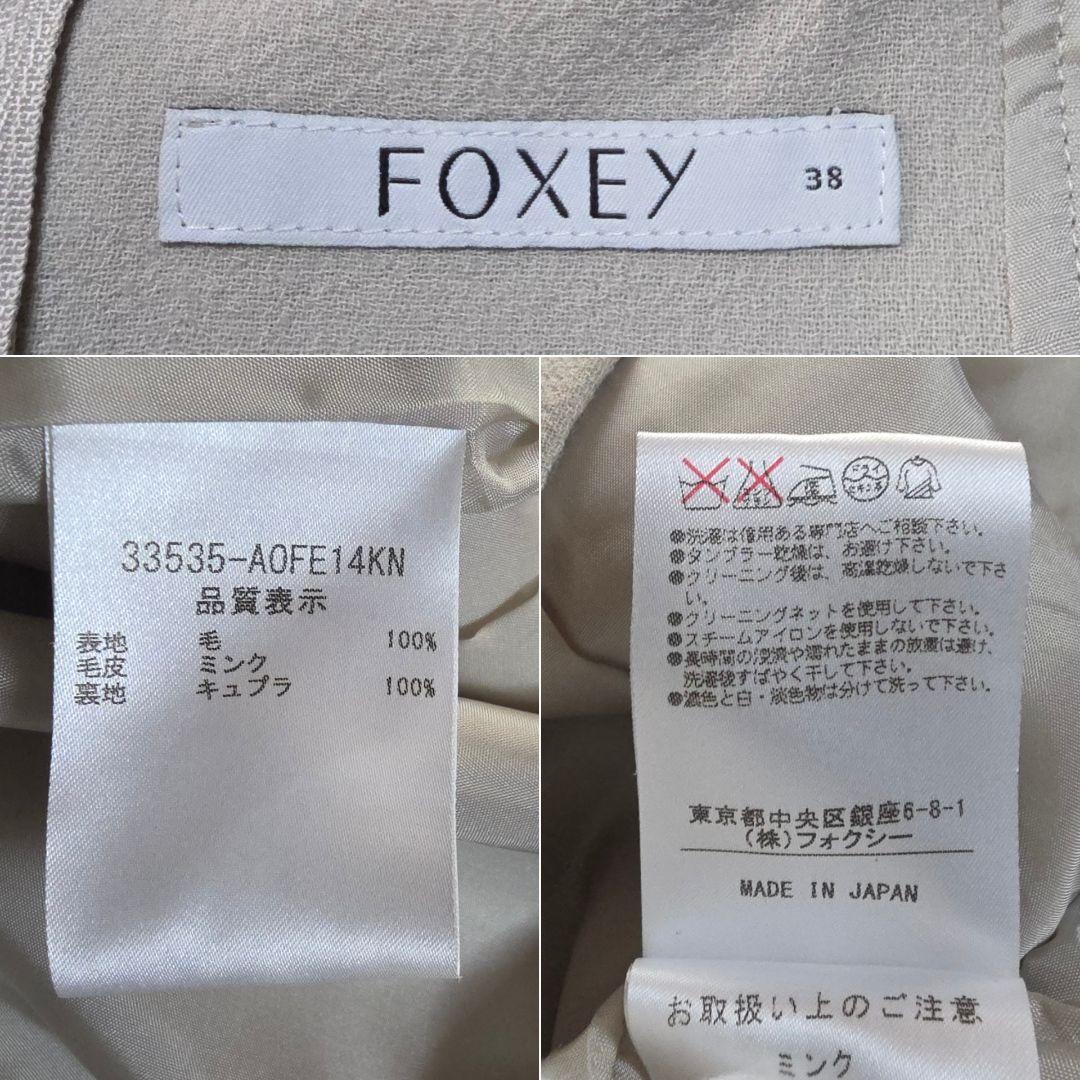 FOXEY 38
33535-A0FE14KN
品質表示
表地 毛 100%
毛皮 ミンク
裏地 キュプラ 100%
●洗濯は信用ある専門店へご相談下さい。
●タンブラー乾燥は、お避け下さい。
●クリーニング後は、高温乾燥しないで下さ
い。
●クリーニングネットを使用して下さい。
●スチームアイロンを使用しないで下さい。
●長時間の浸漬や濡れたままの放置は避け、
洗濯後すばやく干して下さい。
●濃色と白・淡色物は分けて洗って下さい。
東京都中央区銀座6-8-1
(株)フォクシー
MADE IN JAPAN
お取扱い上のご注意
ミンク